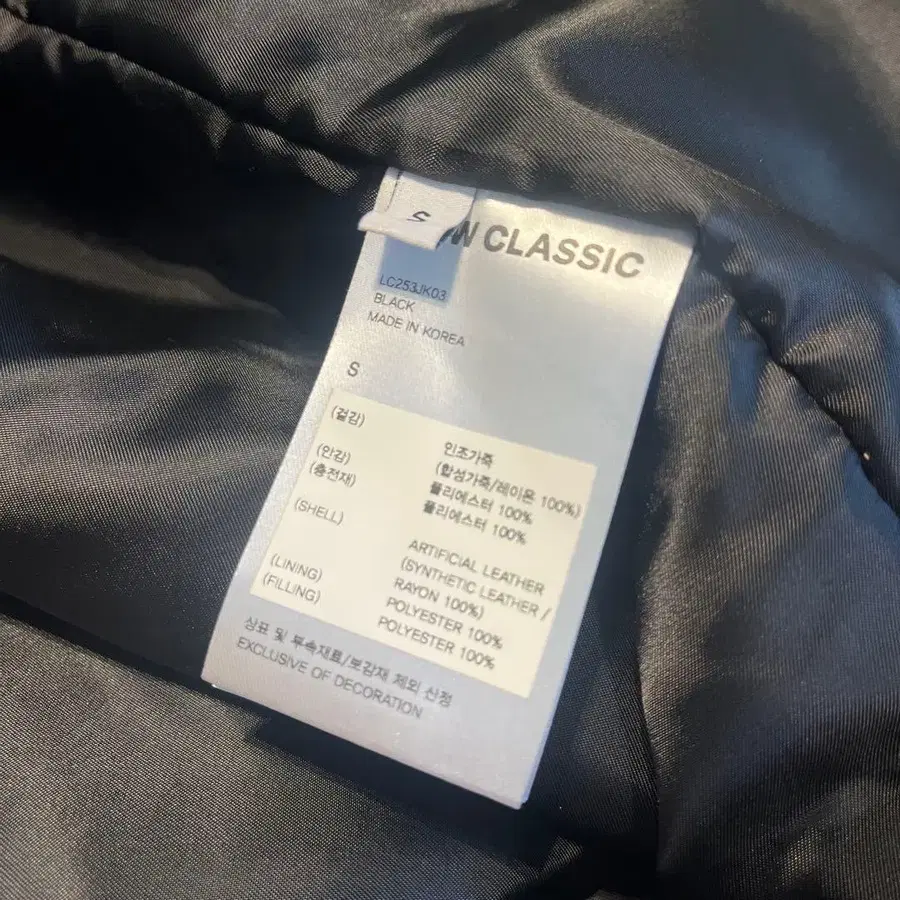 S
W CLASSIC
LC253JK03
BLACK
MADE IN KOREA
S
(겉감) 인조가죽
(합성가죽/레이온 100%)
(안감) 폴리에스터 100%
(충전재) 폴리에스터 100%
(SHELL) ARTIFICIAL LEATHER
(SYNTHETIC LEATHER /
RAYON 100%)
(LINING) POLYESTER 100%
(FILLING) POLYESTER 100%
상표 및 부속재료/보강재 제외 산정
EXCLUSIVE OF DECORATION